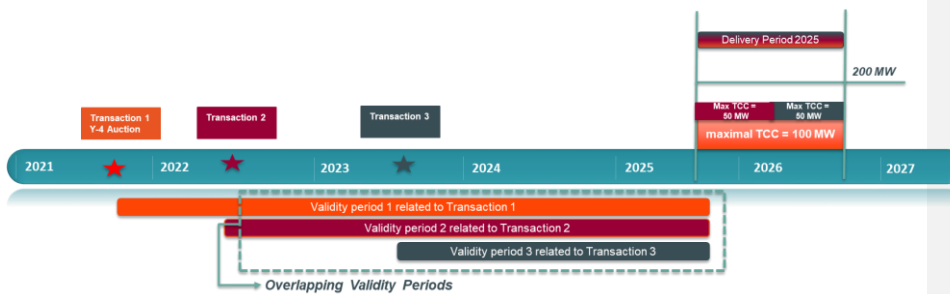 Delivery Period 2025
200 MW
Transaction 1
Y-4 Auction
Transaction 2
Transaction 3
Max TCC =
50 MW
Max TCC =
50 MW
maximal TCC = 100 MW
2021
2022
2023
2024
2025
2026
2027
Validity period 1 related to Transaction 1
Validity period 2 related to Transaction 2
Validity period 3 related to Transaction 3
Overlapping Validity Periods